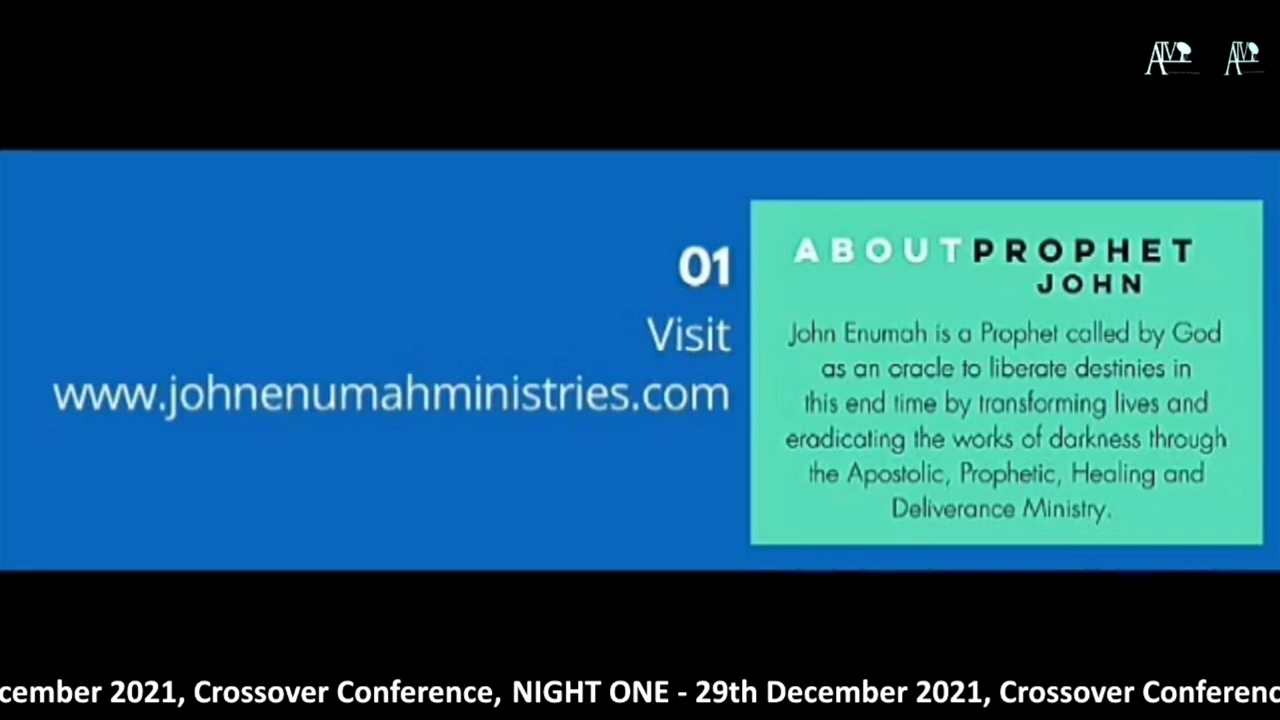 ATV ATV
01
Visit
www.johnenumahministries.com
ABOUT PROPHET
JOHN
John Enumah is a Prophet called by God
as an oracle to liberate destinies in
this end time by transforming lives and
eradicating the works of darkness through
the Apostolic, Prophetic, Healing and
Deliverance Ministry.
cember 2021, Crossover Conference, NIGHT ONE - 29th December 2021, Crossover Conferenc